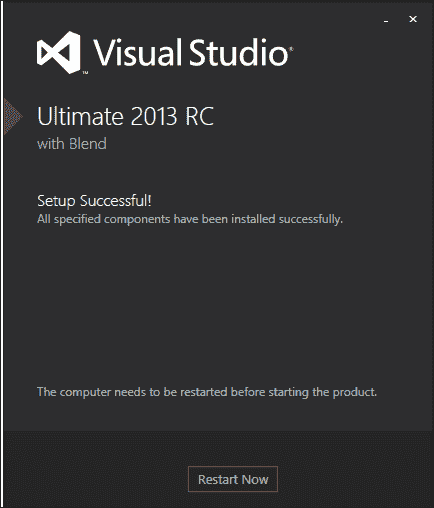 Visual Studio
Ultimate 2013 RC
with Blend
Setup Successful!
All specified components have been installed successfully.
The computer needs to be restarted before starting the product.
Restart Now